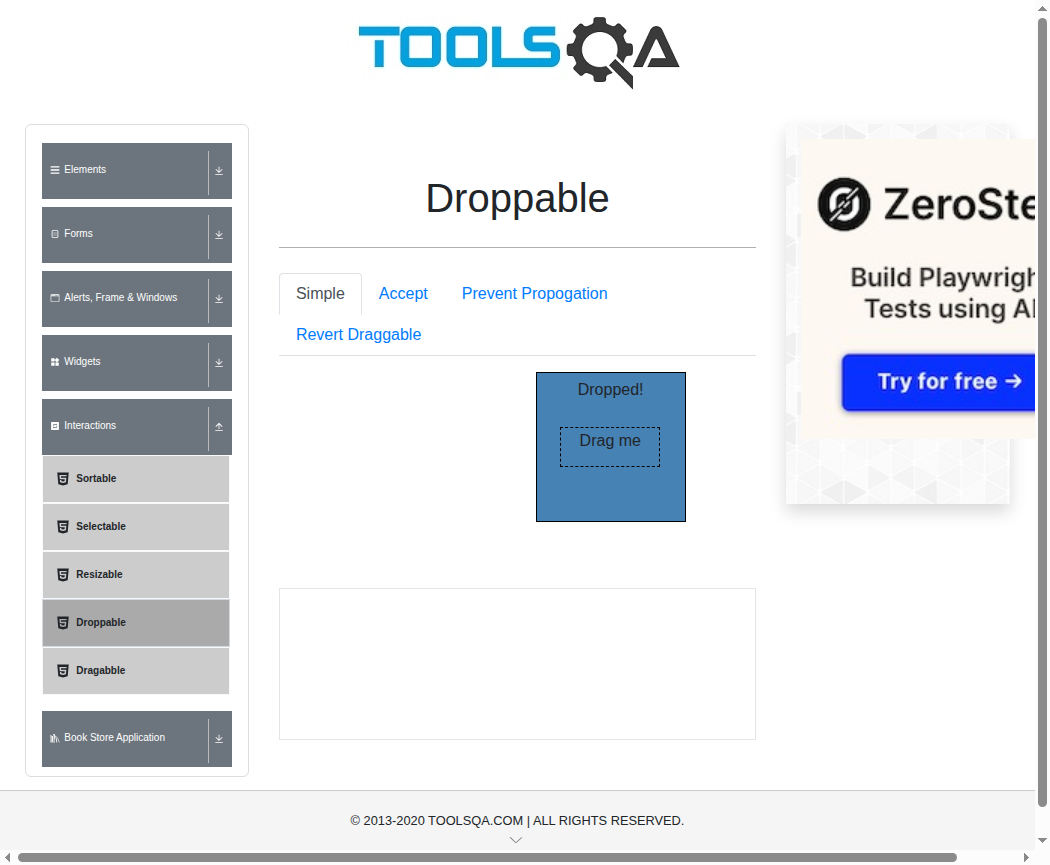 TOOLSQA
Elements
Forms
Alerts, Frame & Windows
Widgets
Interactions
Sortable
Selectable
Resizable
Droppable
Dragabble
Book Store Application
Droppable
Simple
Accept
Prevent Propogation
Revert Draggable
Dropped!
Drag me
ZeroSte
Build Playwrigh
Tests using AI
Try for free →
© 2013-2020 TOOLSQA.COM | ALL RIGHTS RESERVED.